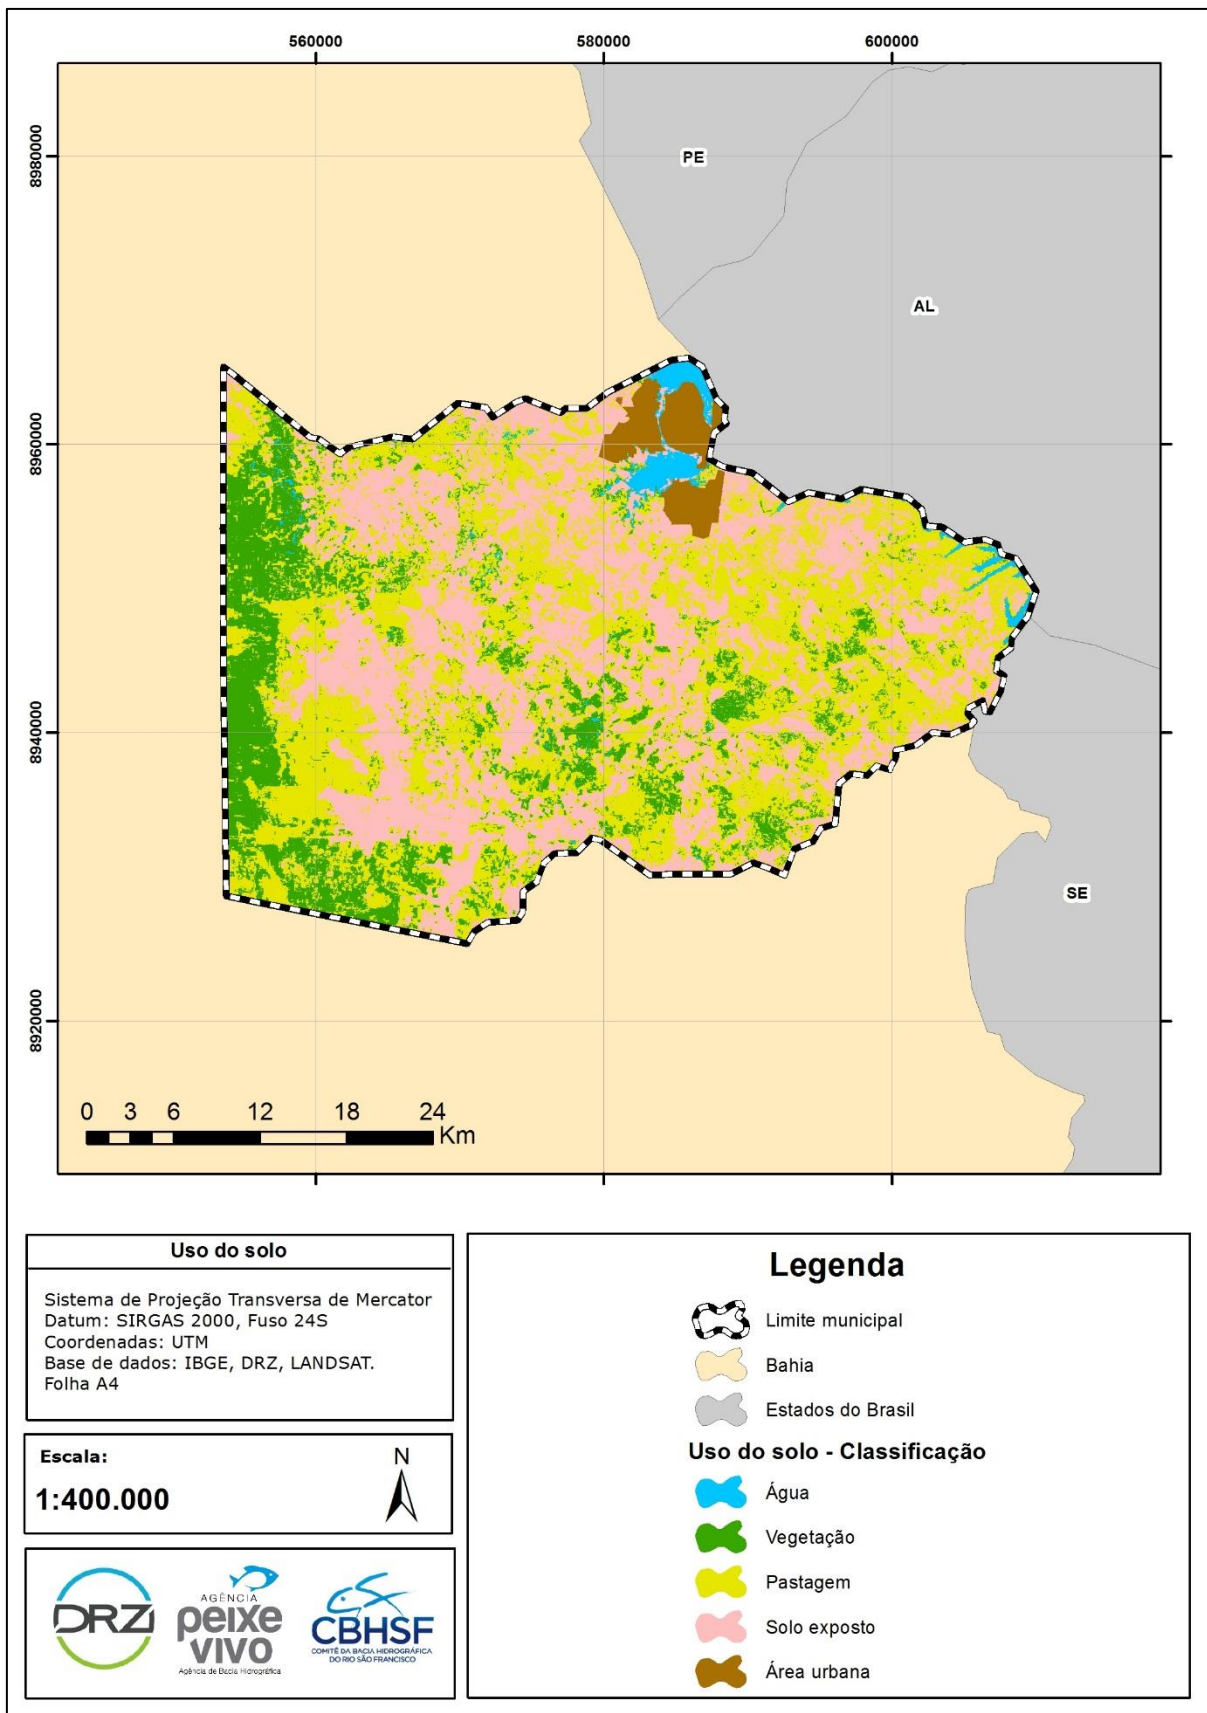 560000
580000
600000
8980000
8960000
8940000
8920000
PE
AL
SE
0 3 6 12 18 24
Km
Uso do solo
Sistema de Projeção Transversa de Mercator
Datum: SIRGAS 2000, Fuso 24S
Coordenadas: UTM
Base de dados: IBGE, DRZ, LANDSAT.
Folha A4
Escala:
1:400.000
N
DRZ
AGÊNCIA
peixe
vivo
Agência de Bacia Hidrográfica
CBHSF
COMITÊ DA BACIA HIDROGRÁFICA
DO RIO SÃO FRANCISCO
Legenda
Limite municipal
Bahia
Estados do Brasil
Uso do solo - Classificação
Água
Vegetação
Pastagem
Solo exposto
Área urbana